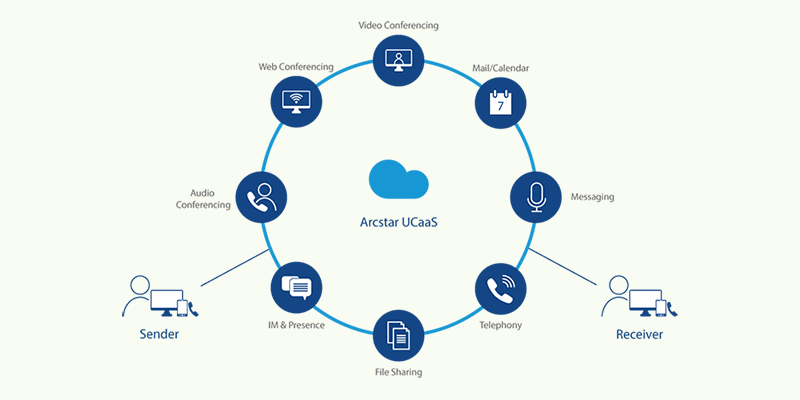 Video Conferencing
Web Conferencing
Mail/Calendar
7
Audio
Conferencing
Messaging
Arcstar UCaaS
IM & Presence
Telephony
Sender
Receiver
File Sharing